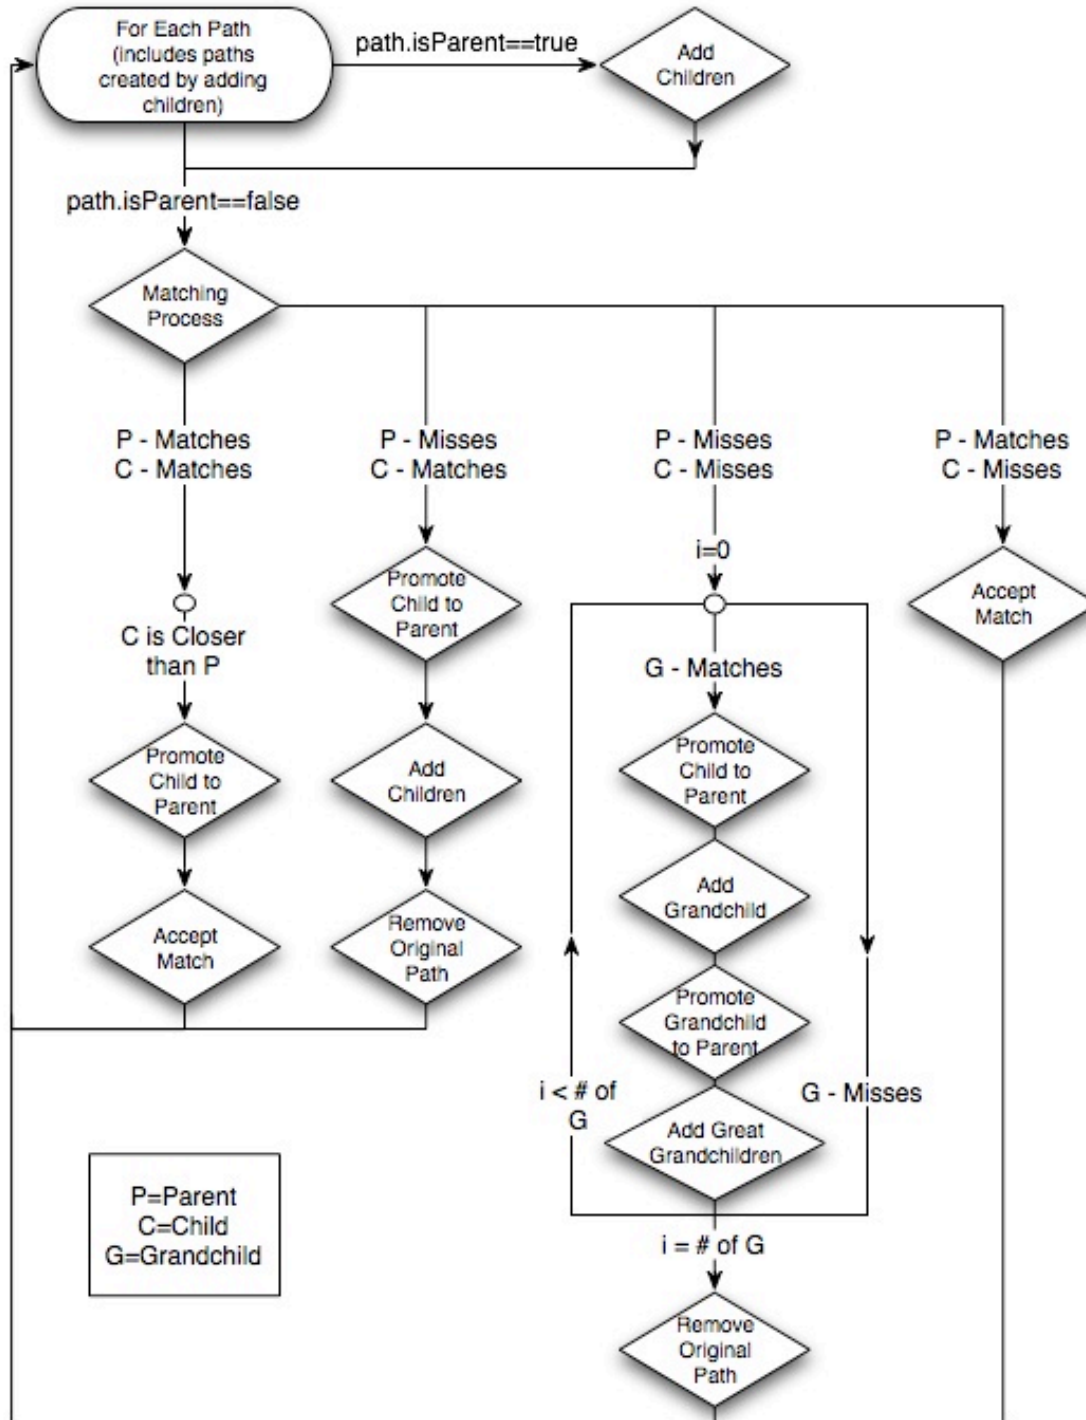 For Each Path
(includes paths
created by adding
children)
path.isParent==true
Add
Children
path.isParent==false
Matching
Process
P - Matches
C - Matches
P - Misses
C - Matches
P - Misses
C - Misses
P - Matches
C - Misses
i=0
C is Closer
than P
Promote
Child to
Parent
Accept
Match
Promote
Child to
Parent
Add
Children
Remove
Original
Path
G - Matches
Promote
Child to
Parent
Add
Grandchild
Promote
Grandchild
to Parent
Add Great
Grandchildren
i < # of
G
G - Misses
i = # of G
Remove
Original
Path
Accept
Match
P=Parent
C=Child
G=Grandchild